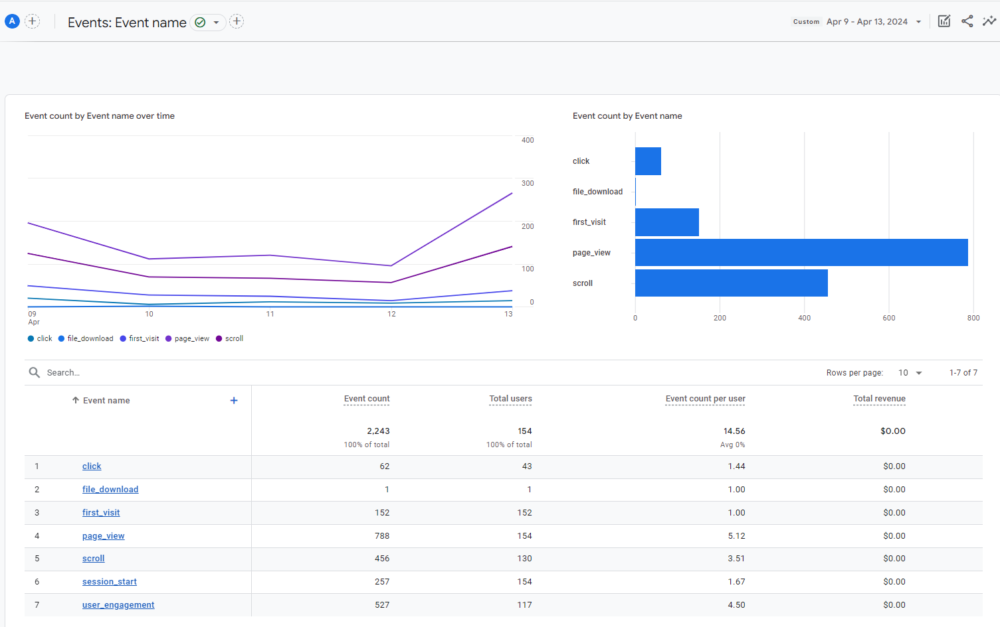 A
Events: Event name
Custom Apr 9 - Apr 13, 2024
Event count by Event name over time
400
300
200
100
0
09 10 11 12 13
Apr
click file_download first_visit page_view scroll
Event count by Event name
click
file_download
first_visit
page_view
scroll
0 200 400 600 800
Search...
Rows per page: 10 1-7 of 7
Event name + Event count Total users Event count per user Total revenue
2,243 154 14.56 $0.00
100% of total 100% of total Avg 0%
1 click 62 43 1.44 $0.00
2 file_download 1 1 1.00 $0.00
3 first_visit 152 152 1.00 $0.00
4 page_view 788 154 5.12 $0.00
5 scroll 456 130 3.51 $0.00
6 session_start 257 154 1.67 $0.00
7 user_engagement 527 117 4.50 $0.00